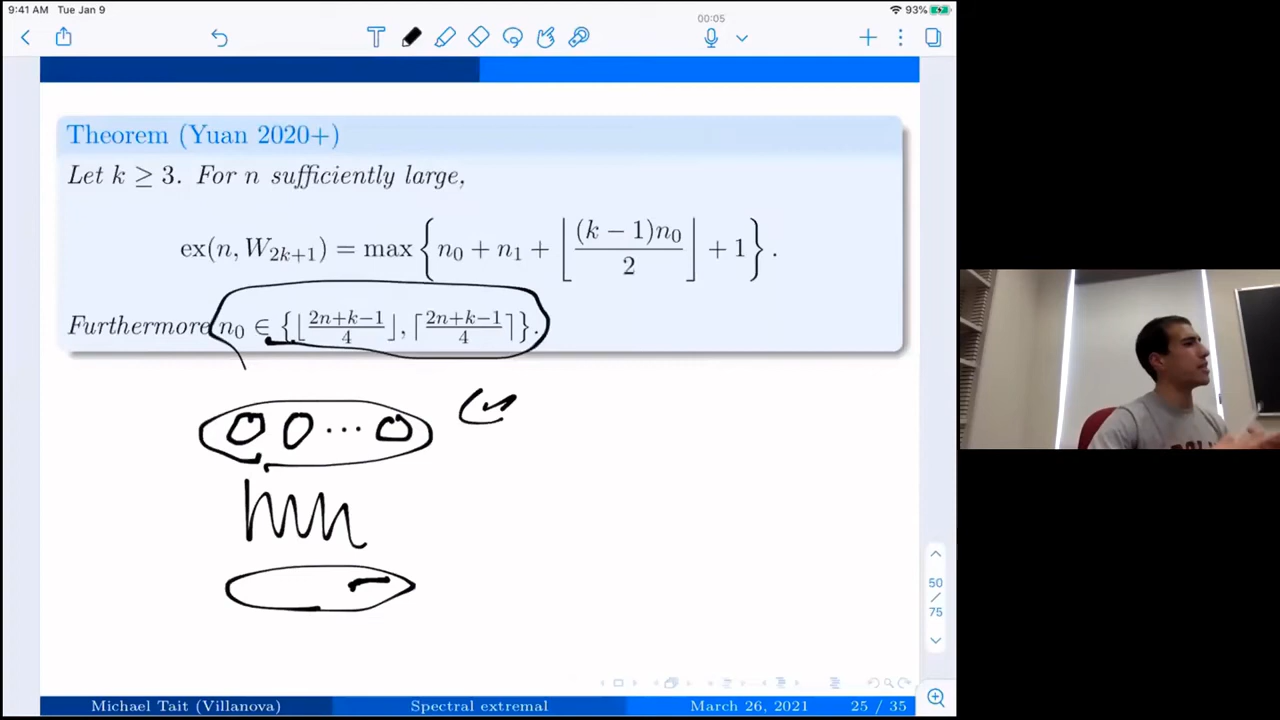 9:41 AM Tue Jan 9
93%
00:05
Theorem (Yuan 2020+)
Let k ≥ 3. For n sufficiently large,
ex(n, W_{2k+1}) = max { n_0 + n_1 + ⌊ (k − 1)n_0 / 2 ⌋ + 1 } .
Furthermore n_0 ∈ {⌊ 2n+k−1 / 4 ⌋, ⌈ 2n+k−1 / 4 ⌉}.
50
/
75
Michael Tait (Villanova) Spectral extremal March 26, 2021 25 / 35